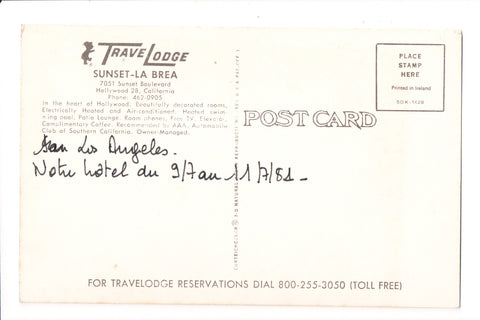 TRAVELODGE
SUNSET-LA BREA
7051 Sunset Boulevard
Hollywood 28, California
Phone: 462-0905
In the heart of Hollywood. Beautifully decorated rooms, Electrically Heated and Air-conditioned. Heated swimming pool, Patio Lounge. Room phones, Free TV, Elevator, Complimentary Coffee. Recommended by AAA, Automobile Club of Southern California. Owner-Managed.
Los Angeles.
Notre hôtel du 9/7 au 11/7/81 -
POST CARD
PLACE
STAMP
HERE
Printed in Ireland
FOR TRAVELODGE RESERVATIONS DIAL 800-255-3050 (TOLL FREE)